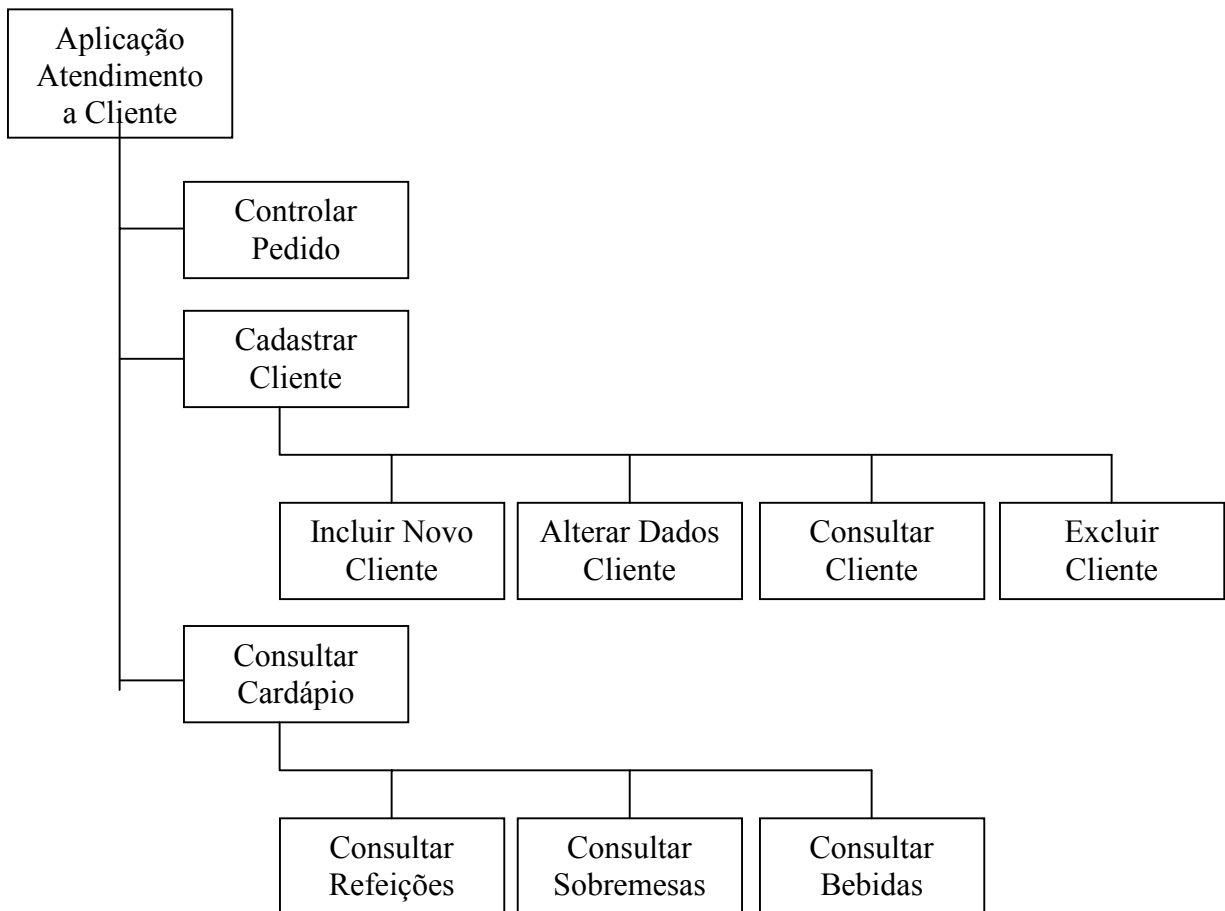 Aplicação
Atendimento
a Cliente
Controlar
Pedido
Cadastrar
Cliente
Incluir Novo
Cliente
Alterar Dados
Cliente
Consultar
Cliente
Excluir
Cliente
Consultar
Cardápio
Consultar
Refeições
Consultar
Sobremesas
Consultar
Bebidas